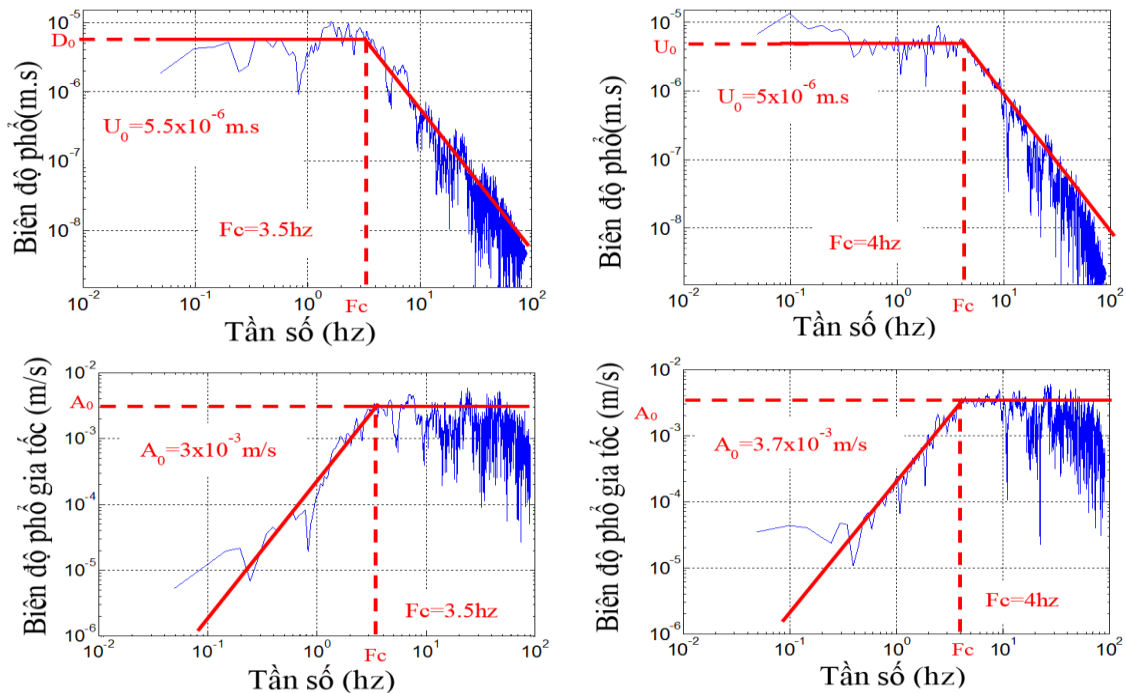 Biên độ phổ(m.s)
10^-5
D₀
10^-6
10^-7
10^-8
U₀=5.5x10^-6 m.s
Fc=3.5hz
10^-2 10^-1 10^0 10^1 10^2
Fc
Tần số (hz)
Biên độ phổ(m.s)
10^-5
U₀
10^-6
10^-7
10^-8
U₀=5x10^-6 m.s
Fc=4hz
10^-2 10^-1 10^0 10^1 10^2
Fc
Tần số (hz)
Biên độ phổ gia tốc (m/s)
10^-2
A₀
10^-3
10^-4
10^-5
10^-6
A₀=3x10^-3 m/s
Fc=3.5hz
10^-2 10^-1 10^0 10^1 10^2
Fc
Tần số (hz)
Biên độ phổ gia tốc (m/s)
10^-2
A₀
10^-3
10^-4
10^-5
10^-6
A₀=3.7x10^-3 m/s
Fc=4hz
10^-2 10^-1 10^0 10^1 10^2
Fc
Tần số (hz)